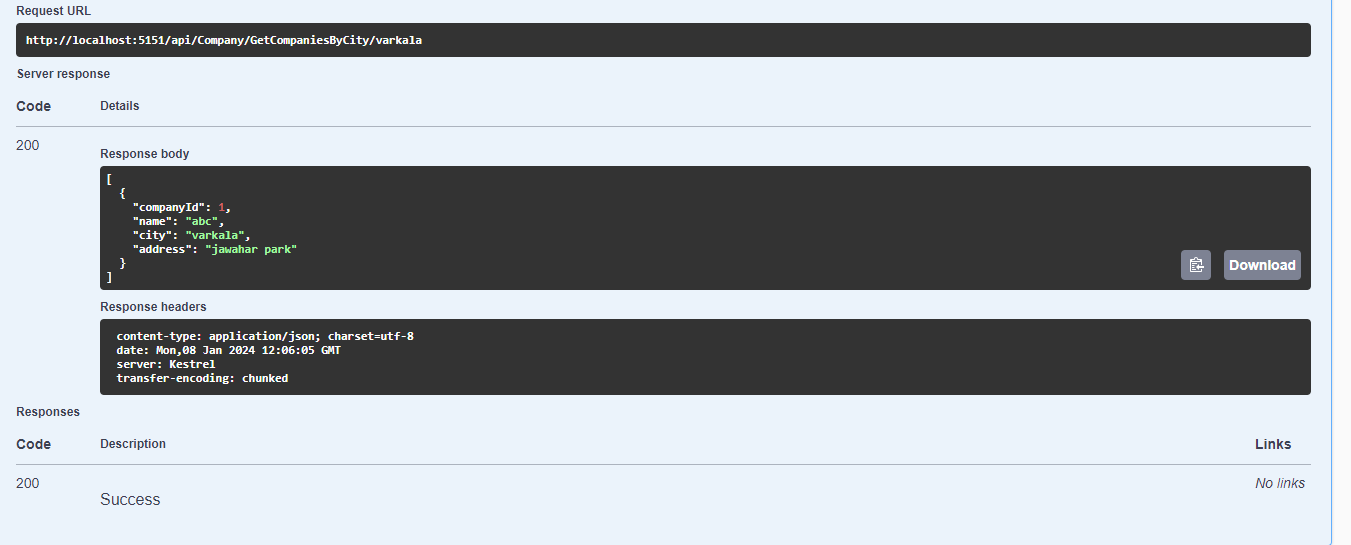 Request URL
http://localhost:5151/api/Company/GetCompaniesByCity/varkala
Server response
Code Details
200
Response body
[
  {
    "companyId": 1,
    "name": "abc",
    "city": "varkala",
    "address": "jawahar park"
  }
]
Download
Response headers
content-type: application/json; charset=utf-8
date: Mon,08 Jan 2024 12:06:05 GMT
server: Kestrel
transfer-encoding: chunked
Responses
Code Description Links
200 No links
Success